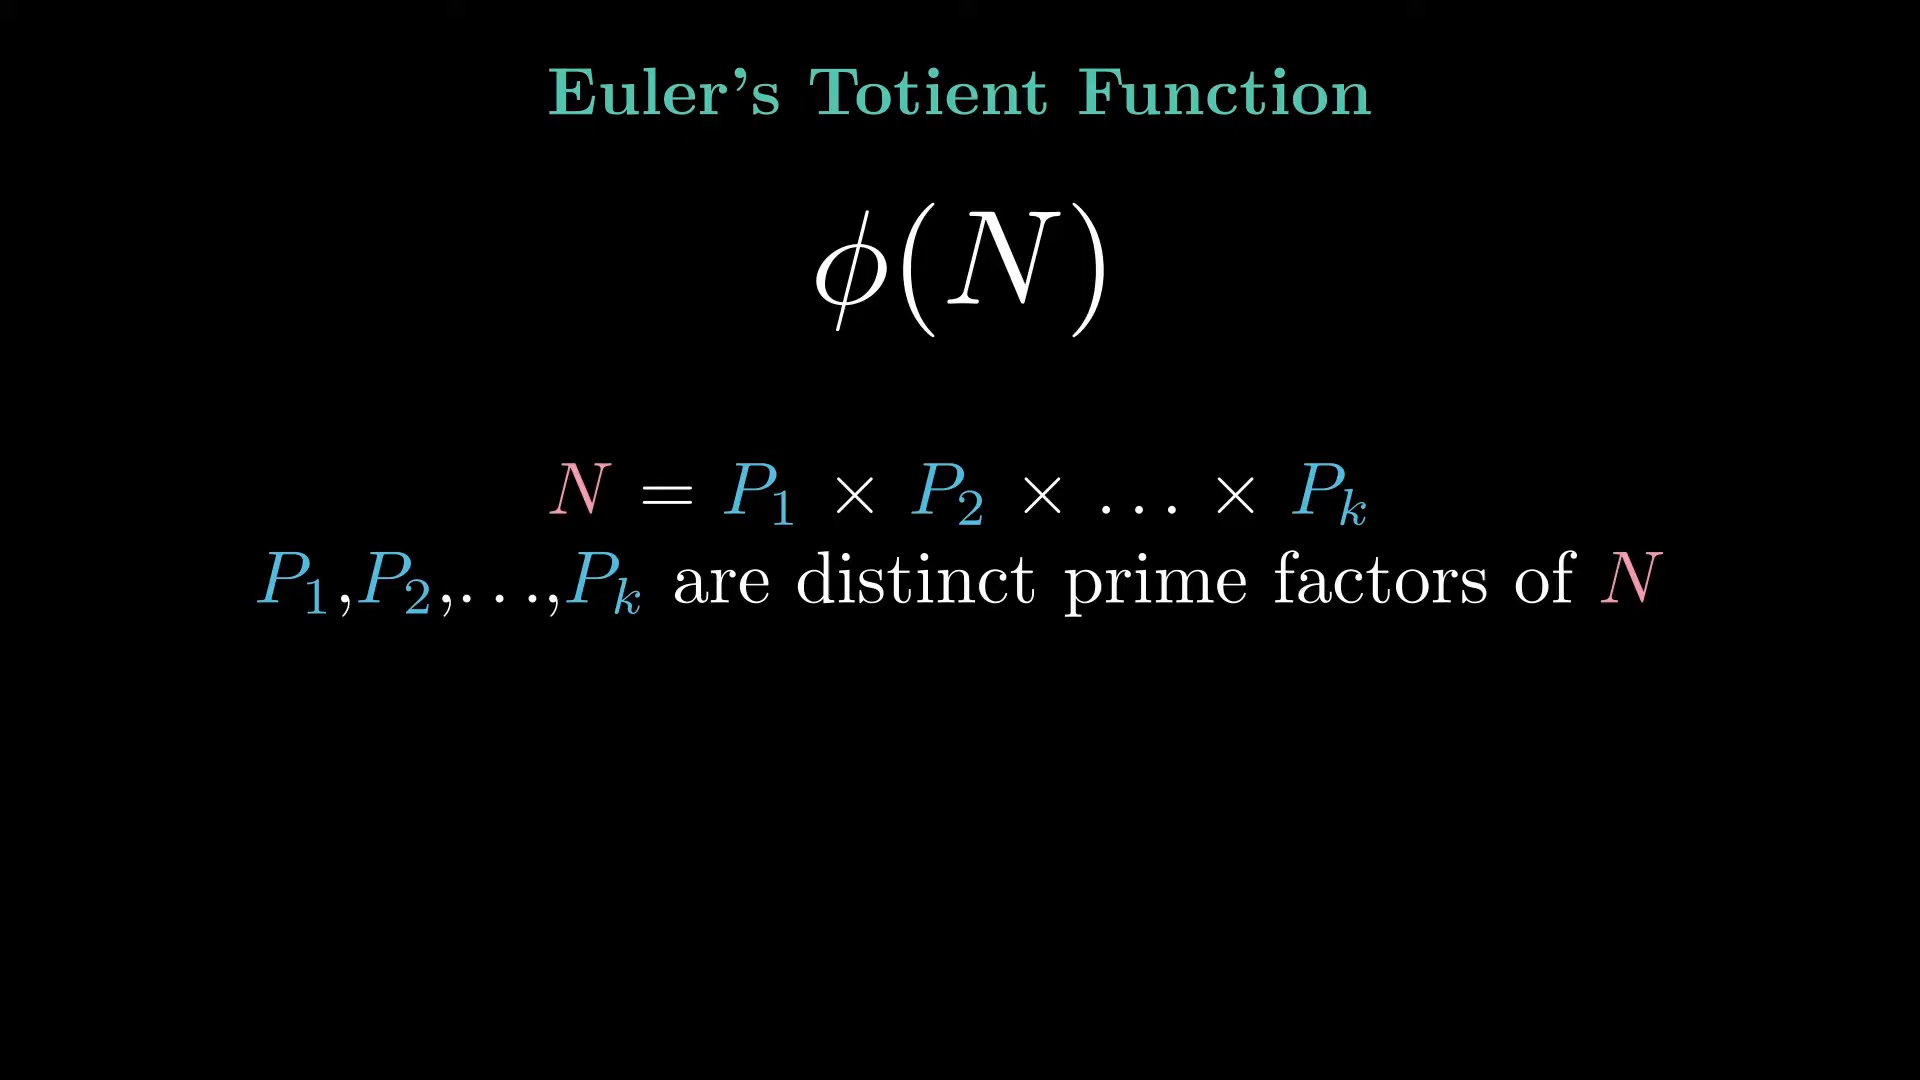 Euler's Totient Function
ϕ(N)
N = P₁ × P₂ × … × Pₖ
P₁,P₂,…,Pₖ are distinct prime factors of N